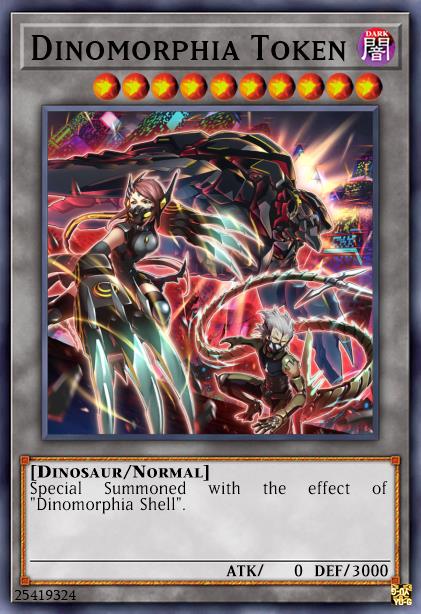 DINOMORPHIA TOKEN
DARK
闇
[DINOSAUR/NORMAL]
Special Summoned with the effect of
"Dinomorphia Shell".
ATK/ 0 DEF/3000
25419324